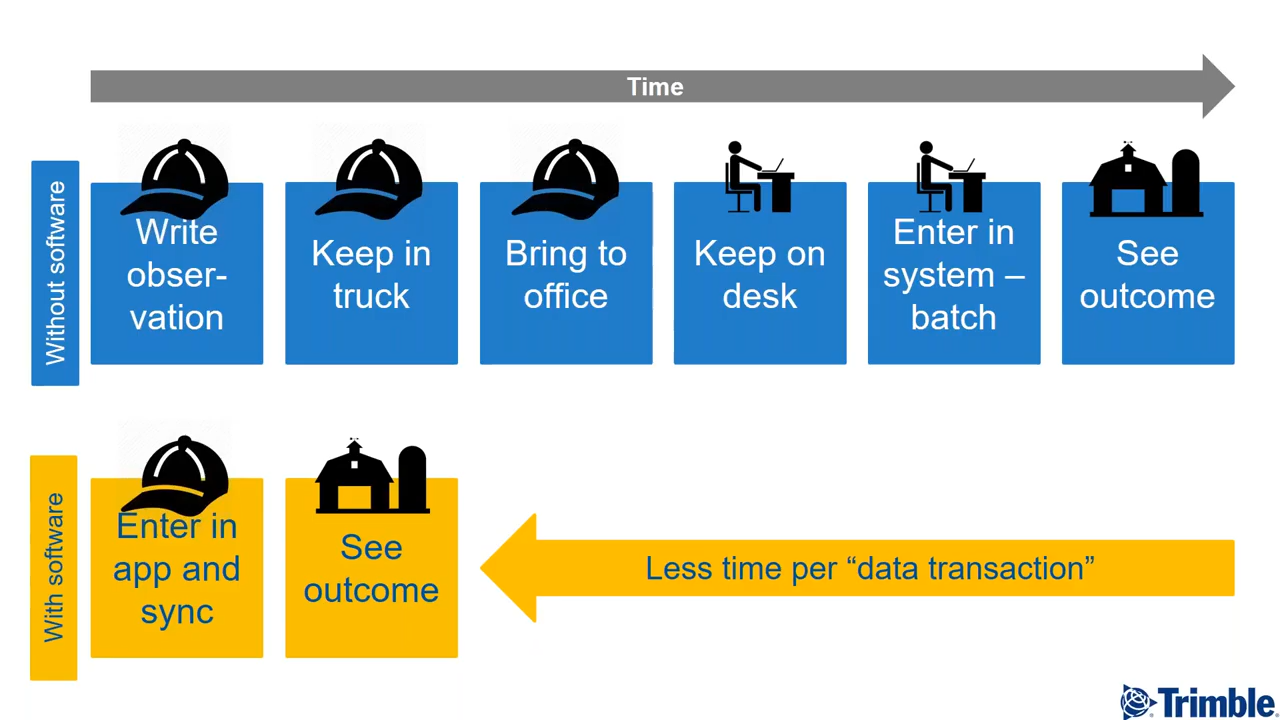 Time
Without software
Write
obser-
vation
Keep in
truck
Bring to
office
Keep on
desk
Enter in
system –
batch
See
outcome
With software
Enter in
app and
sync
See
outcome
Less time per “data transaction”
Trimble.